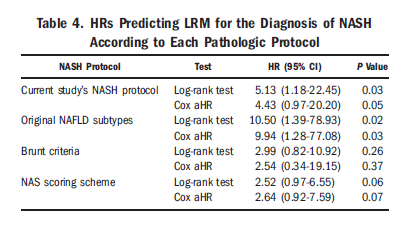 Table 4. HRs Predicting LRM for the Diagnosis of NASH
According to Each Pathologic Protocol
NASH Protocol Test HR (95% CI) P Value
Current study's NASH protocol Log-rank test 5.13 (1.18-22.45) 0.03
Cox aHR 4.43 (0.97-20.20) 0.05
Original NAFLD subtypes Log-rank test 10.50 (1.39-78.93) 0.02
Cox aHR 9.94 (1.28-77.08) 0.03
Brunt criteria Log-rank test 2.99 (0.82-10.92) 0.26
Cox aHR 2.54 (0.34-19.15) 0.37
NAS scoring scheme Log-rank test 2.52 (0.97-6.55) 0.06
Cox aHR 2.64 (0.92-7.59) 0.07